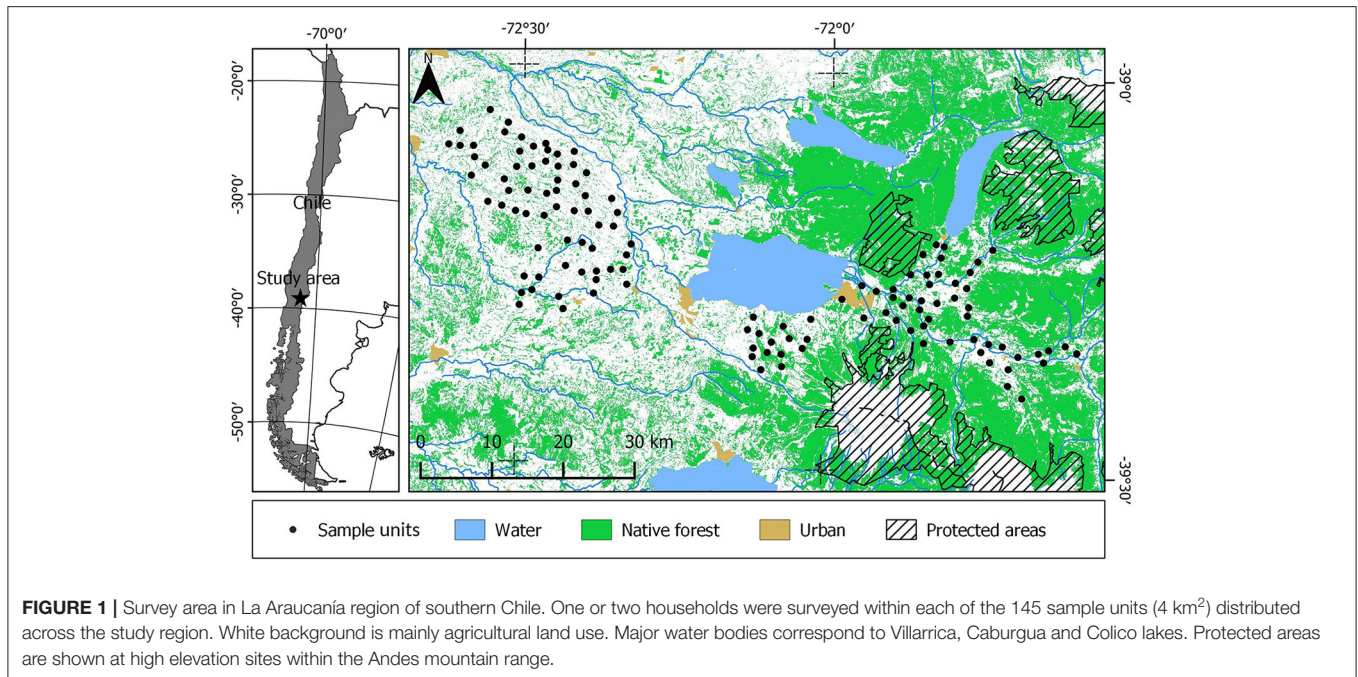 -70°0′
-72°30′
-72°0′
N
-20°0′
-39°0′
-30°0′
Chile
Study area
-40°0′
-50°0′
0
10
20
30 km
-39°30′
Sample units
Water
Native forest
Urban
Protected areas
FIGURE 1 | Survey area in La Araucanía region of southern Chile. One or two households were surveyed within each of the 145 sample units (4 km²) distributed
across the study region. White background is mainly agricultural land use. Major water bodies correspond to Villarrica, Caburgua and Colico lakes. Protected areas
are shown at high elevation sites within the Andes mountain range.